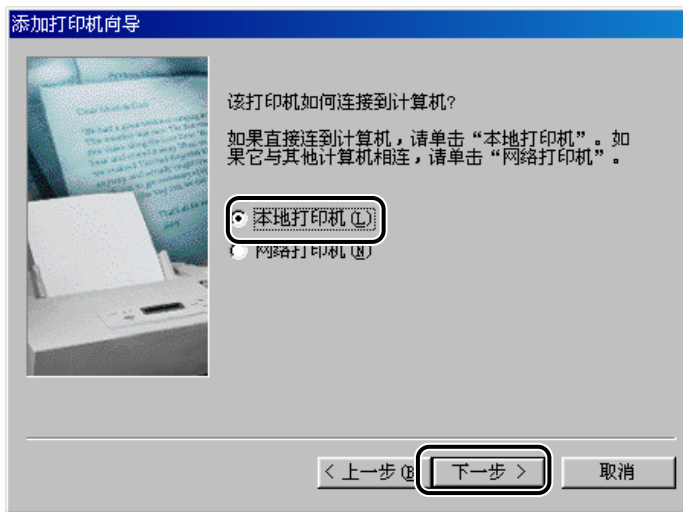 添加打印机向导
该打印机如何连接到计算机?
如果直接连到计算机，请单击“本地打印机”。如
果它与其他计算机相连，请单击“网络打印机”。
本地打印机(L)
网络打印机(N)
< 上一步(B
下一步 >
取消